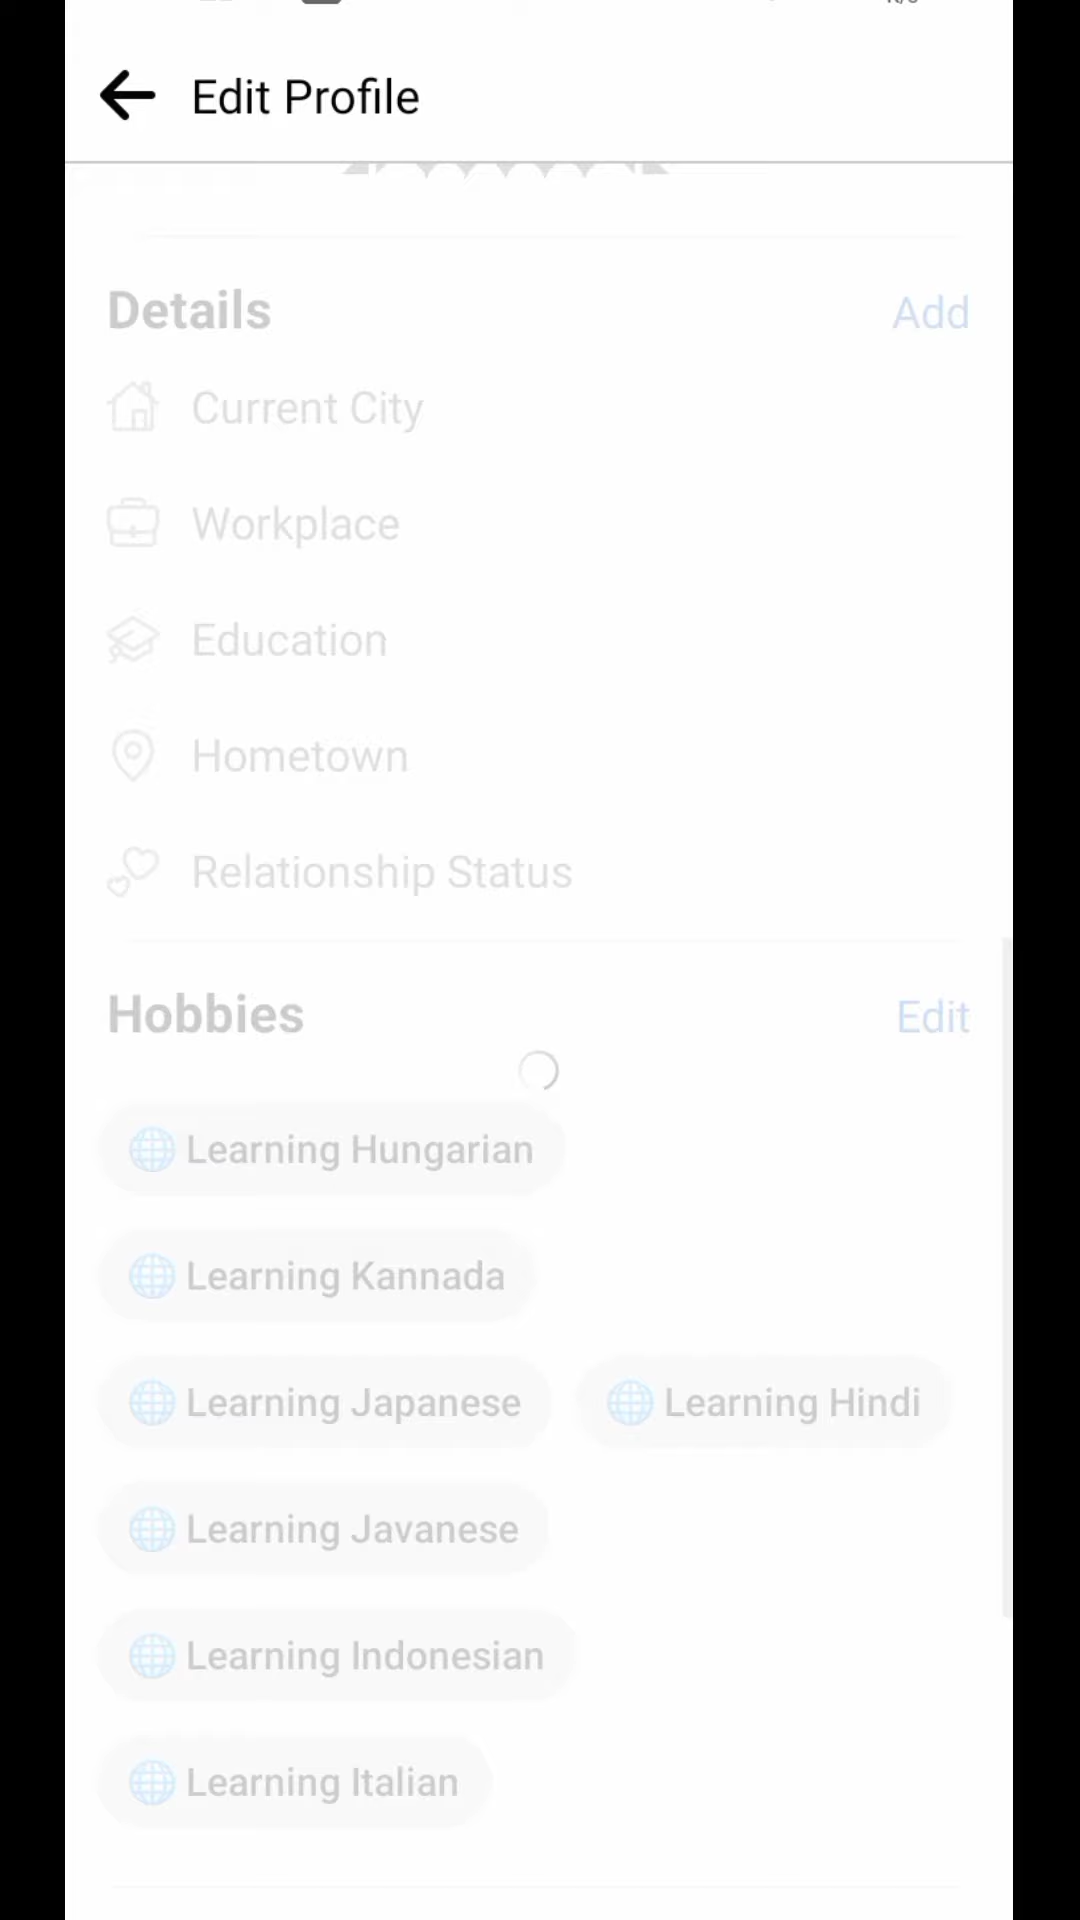 Edit Profile
Details Add
Current City
Workplace
Education
Hometown
Relationship Status
Hobbies Edit
Learning Hungarian
Learning Kannada
Learning Japanese Learning Hindi
Learning Javanese
Learning Indonesian
Learning Italian